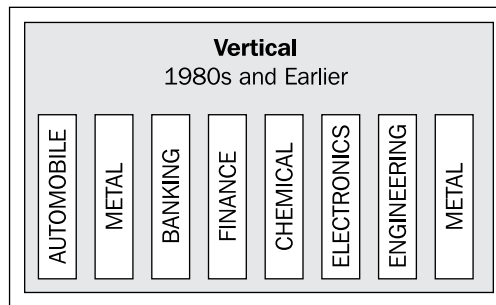 Vertical
1980s and Earlier
AUTOMOBILE
METAL
BANKING
FINANCE
CHEMICAL
ELECTRONICS
ENGINEERING
METAL